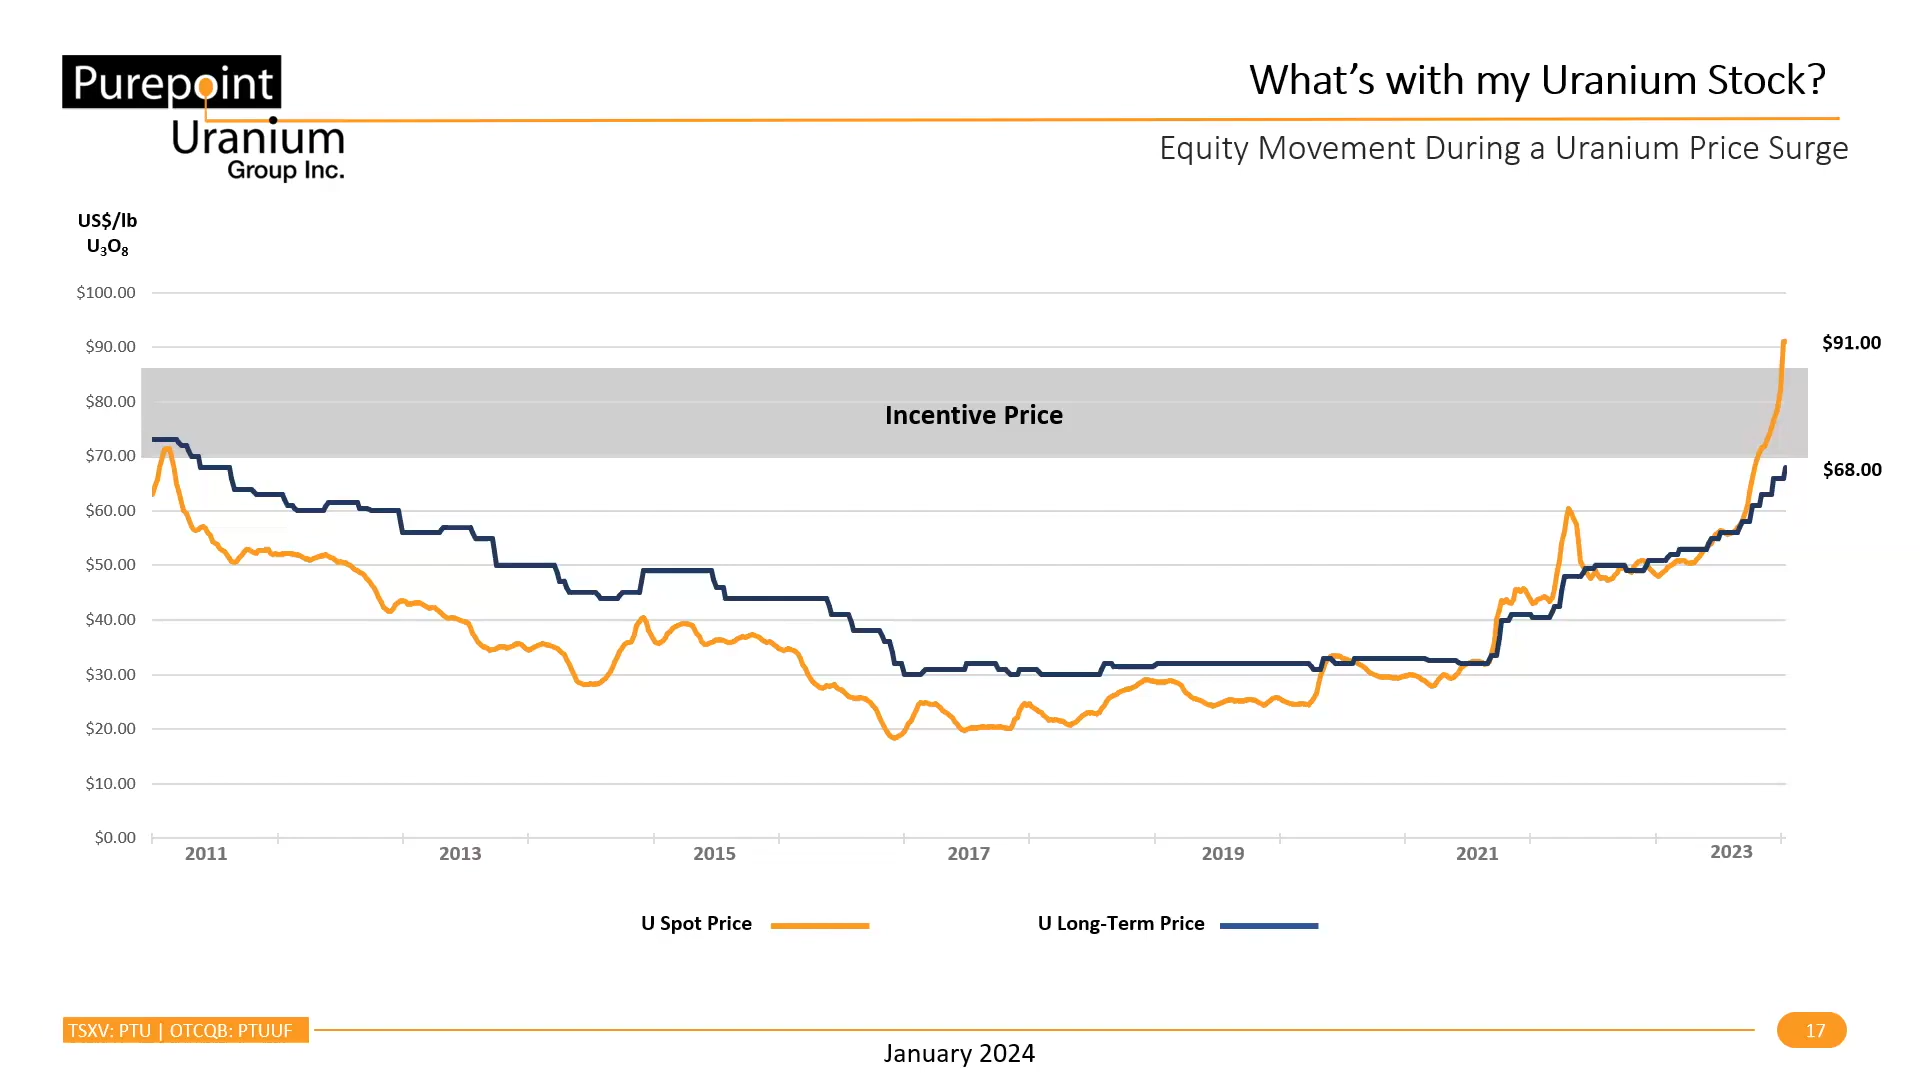 Purepoint
Uranium
Group Inc.
What’s with my Uranium Stock?
Equity Movement During a Uranium Price Surge
US$/lb
U₃O₈
$100.00
$90.00
$80.00
$70.00
$60.00
$50.00
$40.00
$30.00
$20.00
$10.00
$0.00
Incentive Price
$91.00
$68.00
2011 2013 2015 2017 2019 2021 2023
U Spot Price
U Long-Term Price
TSXV: PTU | OTCQB: PTUUF
January 2024
17